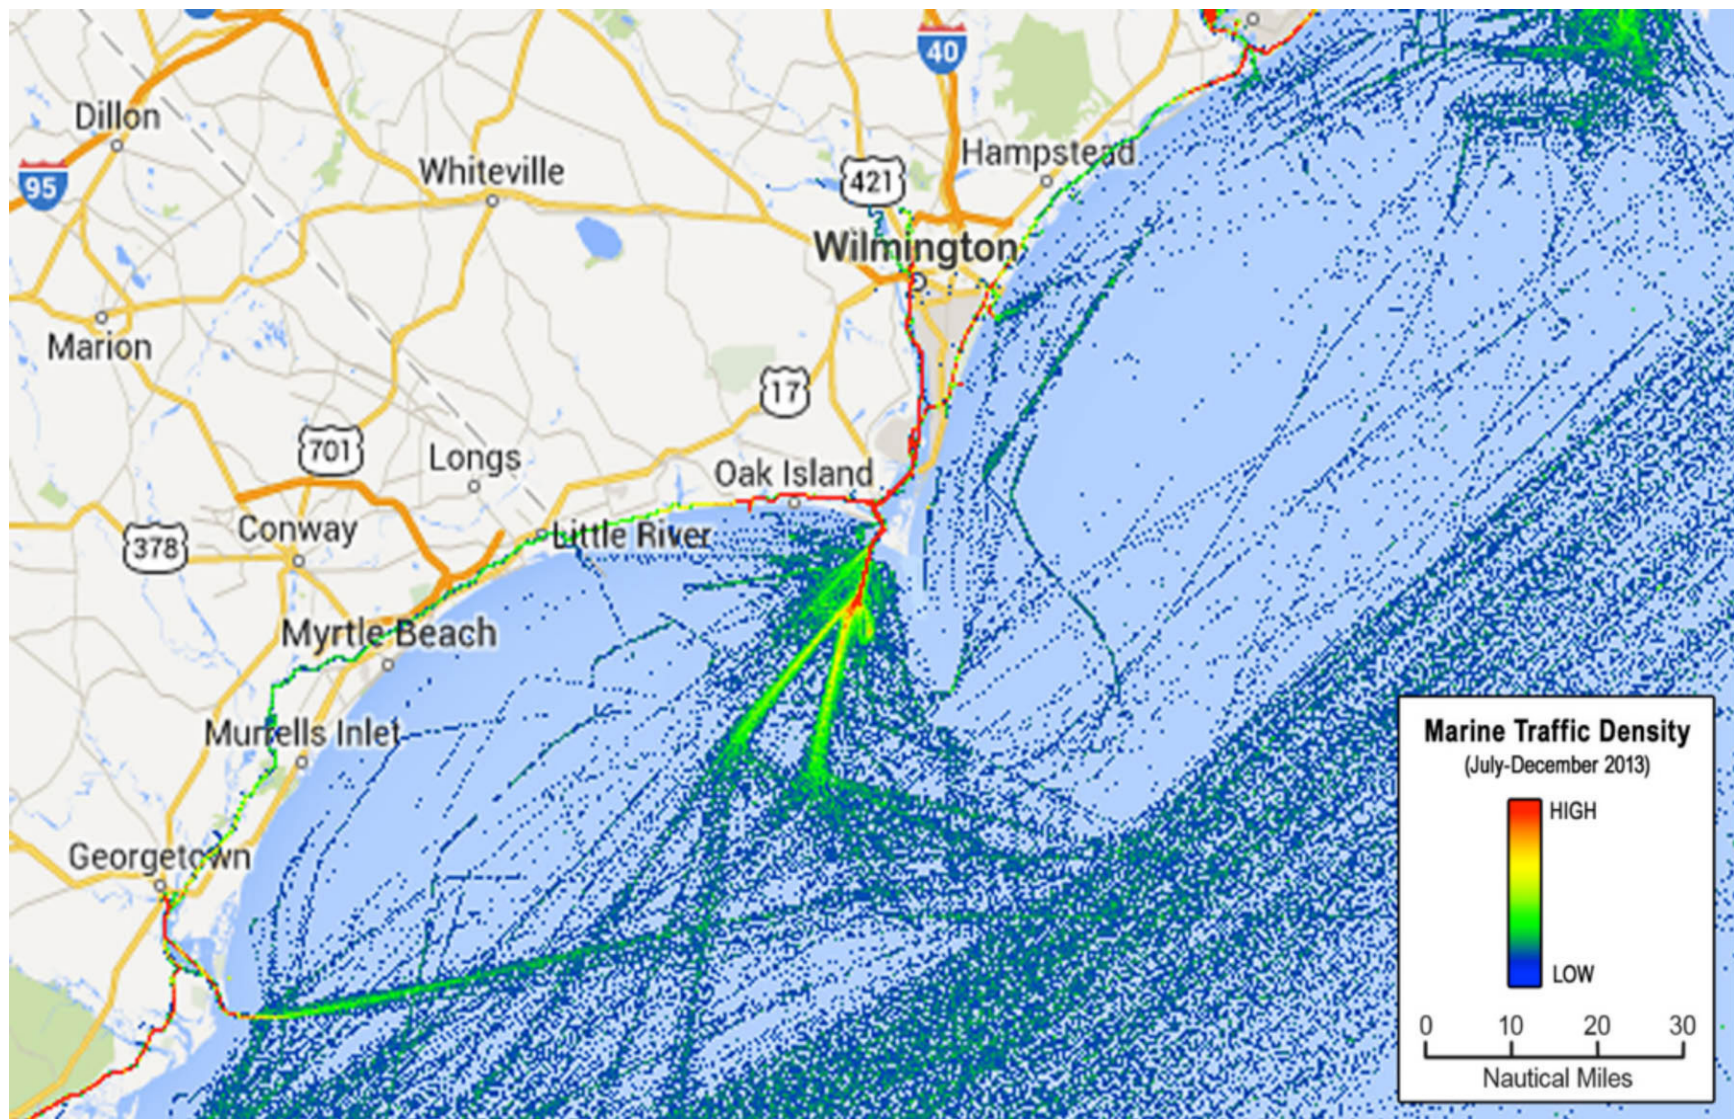 40
Dillon
95
Whiteville
421
Hampstead
Wilmington
Marion
17
701
Longs
Oak Island
378
Conway
Little River
Myrtle Beach
Murrells Inlet
Georgetown
Marine Traffic Density
(July-December 2013)
HIGH
LOW
0 10 20 30
Nautical Miles